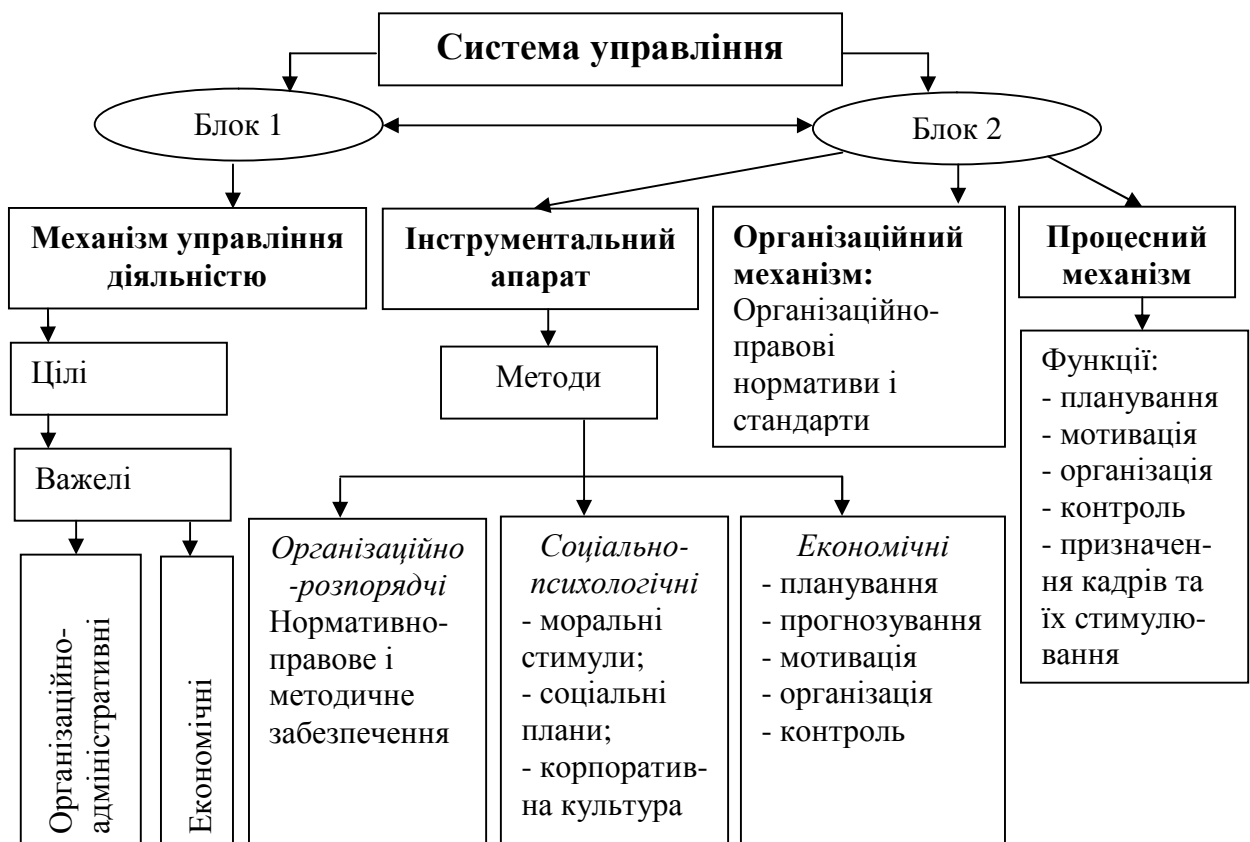 Система управління
Блок 1
Блок 2
Механізм управління
діяльністю
Інструментальний
апарат
Організаційний
механізм:
Організаційно-
правові
нормативи і
стандарти
Процесний
механізм
Цілі
Методи
Функції:
- планування
- мотивація
- організація
- контроль
- призначен-
ня кадрів та
їх стимулю-
вання
Важелі
Організаційно-
адміністративні
Економічні
Організаційно
-розпорядчі
Нормативно-
правове і
методичне
забезпечення
Соціально-
психологічні
- моральні
стимули;
- соціальні
плани;
- корпоратив-
на культура
Економічні
- планування
- прогнозування
- мотивація
- організація
- контроль